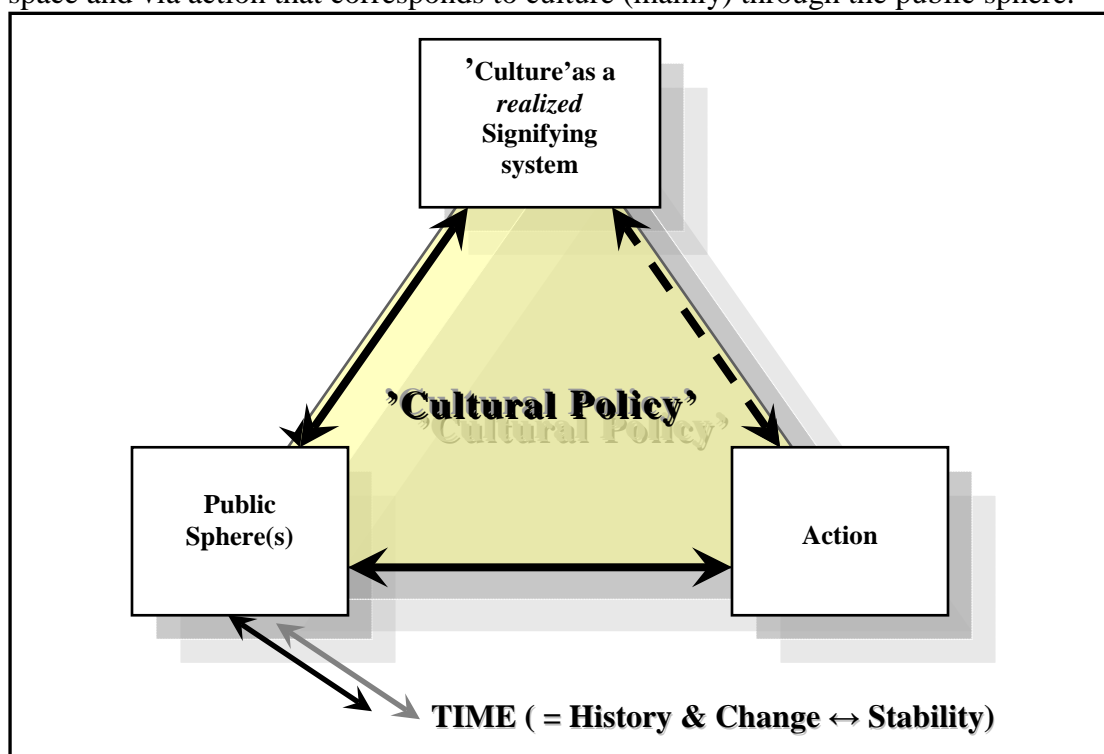 space and via action that corresponds to culture (mainly) through the public sphere.
’Culture’as a
realized
Signifying
system
’Cultural Policy’
’Cultural Policy’
Public
Sphere(s)
Action
TIME ( = History & Change ↔ Stability)